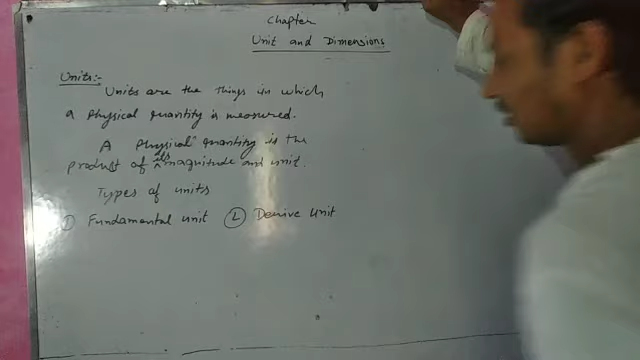 Chapter
Unit and Dimensions
Units:-
Units are the things in which
a physical quantity is measured.
A physical quantity is the
product of its magnitude and unit.
Types of units
① Fundamental unit ② Derive Unit